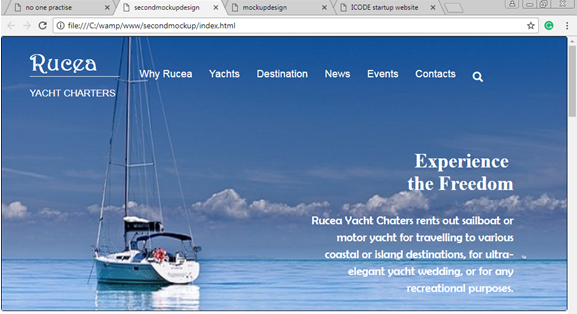 no one practise
secondmockupdesign
mockupdesign
ICODE startup website
file:///C:/wamp/www/secondmockup/index.html
Rucea
YACHT CHARTERS
Why Rucea Yachts Destination News Events Contacts
Experience
the Freedom
Rucea Yacht Chaters rents out sailboat or
motor yacht for travelling to various
coastal or island destinations, for ultra-
elegant yacht wedding, or for any
recreational purposes.